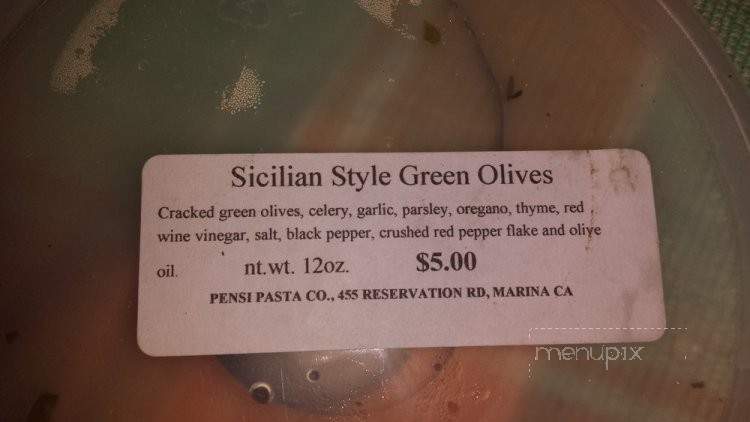 Sicilian Style Green Olives
Cracked green olives, celery, garlic, parsley, oregano, thyme, red
wine vinegar, salt, black pepper, crushed red pepper flake and olive
oil. nt.wt. 12oz. $5.00
PENSI PASTA CO., 455 RESERVATION RD, MARINA CA
menupix